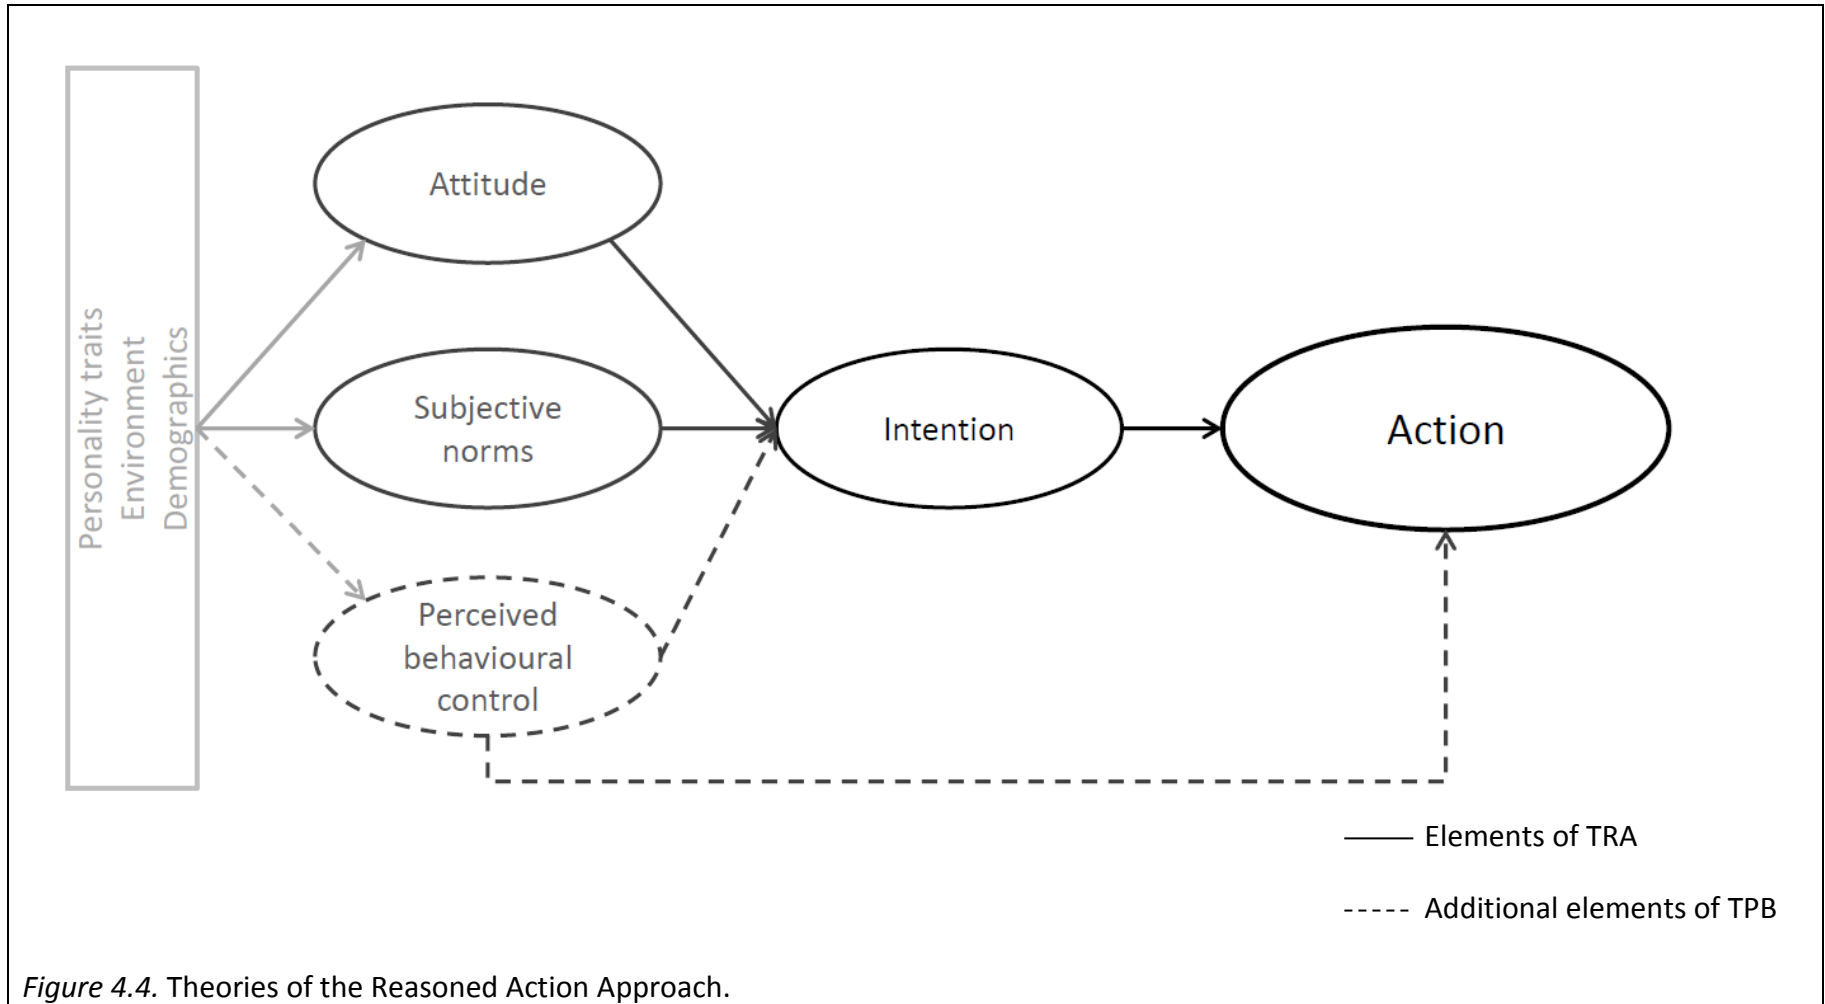 Personality traits
Environment
Demographics
Attitude
Subjective
norms
Perceived
behavioural
control
Intention
Action
Elements of TRA
Additional elements of TPB
Figure 4.4. Theories of the Reasoned Action Approach.